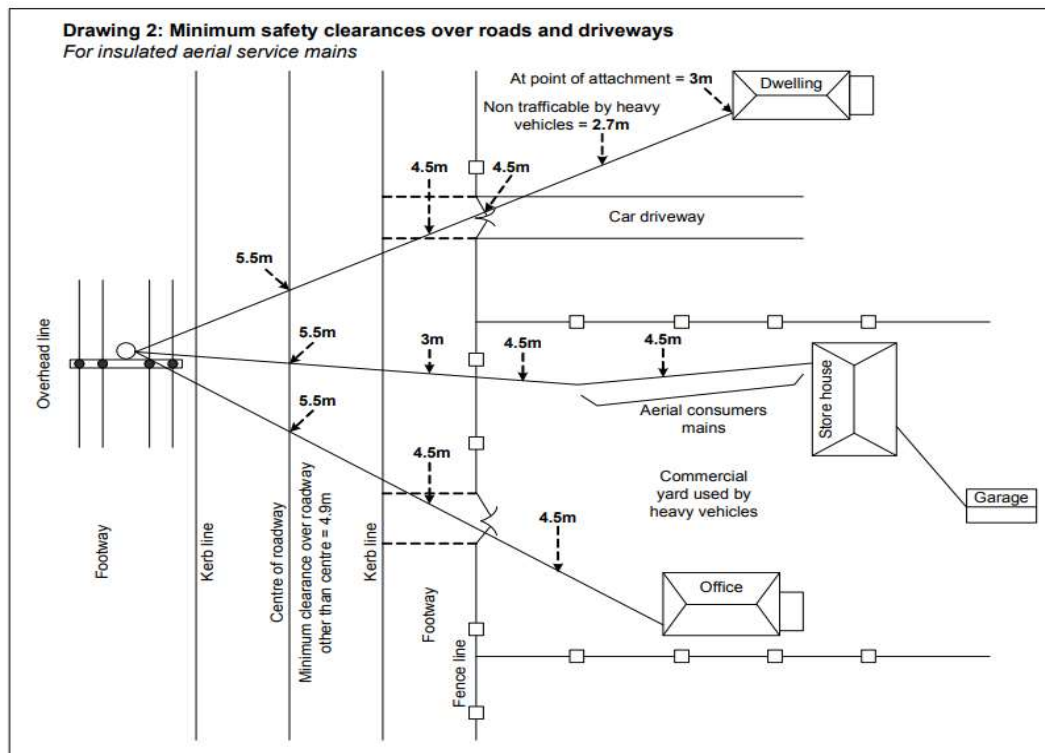 Drawing 2: Minimum safety clearances over roads and driveways
For insulated aerial service mains
At point of attachment = 3m
Dwelling
Non trafficable by heavy
vehicles = 2.7m
4.5m
4.5m
Car driveway
5.5m
Overhead line
5.5m
3m
4.5m
4.5m
Aerial consumers
mains
Store house
5.5m
4.5m
Commercial
yard used by
heavy vehicles
Garage
4.5m
Office
Footway
Kerb line
Centre of roadway
Minimum clearance over roadway
other than centre = 4.9m
Kerb line
Footway
Fence line